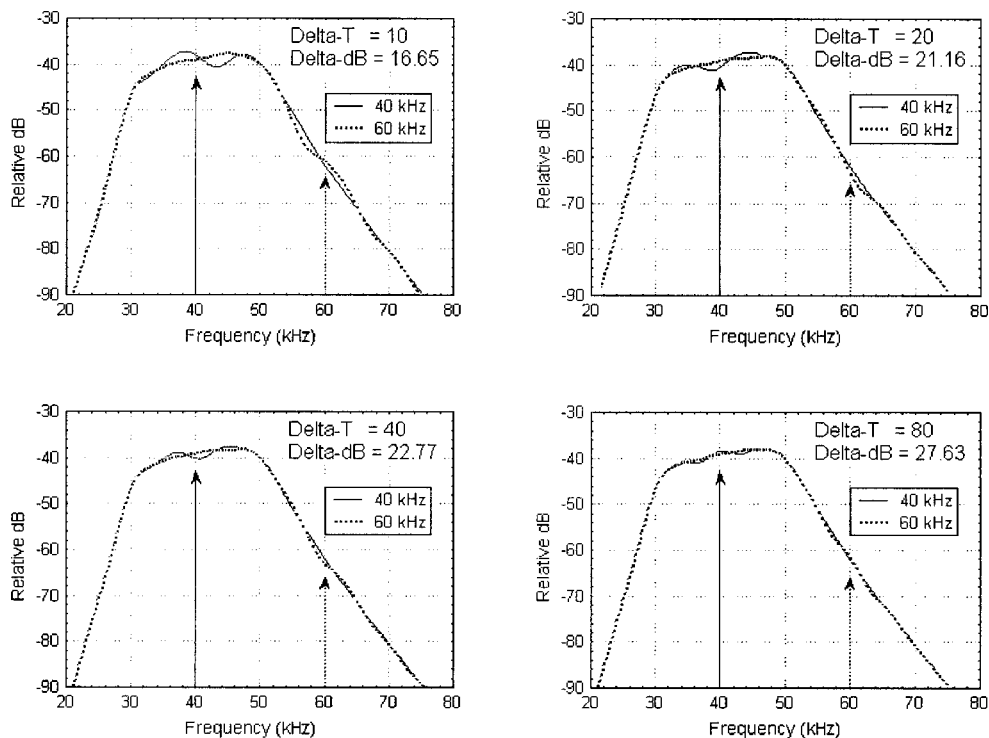 Delta-T = 10
Delta-dB = 16.65
40 kHz
60 kHz
Relative dB
-30
-40
-50
-60
-70
-80
-90
20 30 40 50 60 70 80
Frequency (kHz)
Delta-T = 20
Delta-dB = 21.16
40 kHz
60 kHz
Relative dB
-30
-40
-50
-60
-70
-80
-90
20 30 40 50 60 70 80
Frequency (kHz)
Delta-T = 40
Delta-dB = 22.77
40 kHz
60 kHz
Relative dB
-30
-40
-50
-60
-70
-80
-90
20 30 40 50 60 70 80
Frequency (kHz)
Delta-T = 80
Delta-dB = 27.63
40 kHz
60 kHz
Relative dB
-30
-40
-50
-60
-70
-80
-90
20 30 40 50 60 70 80
Frequency (kHz)